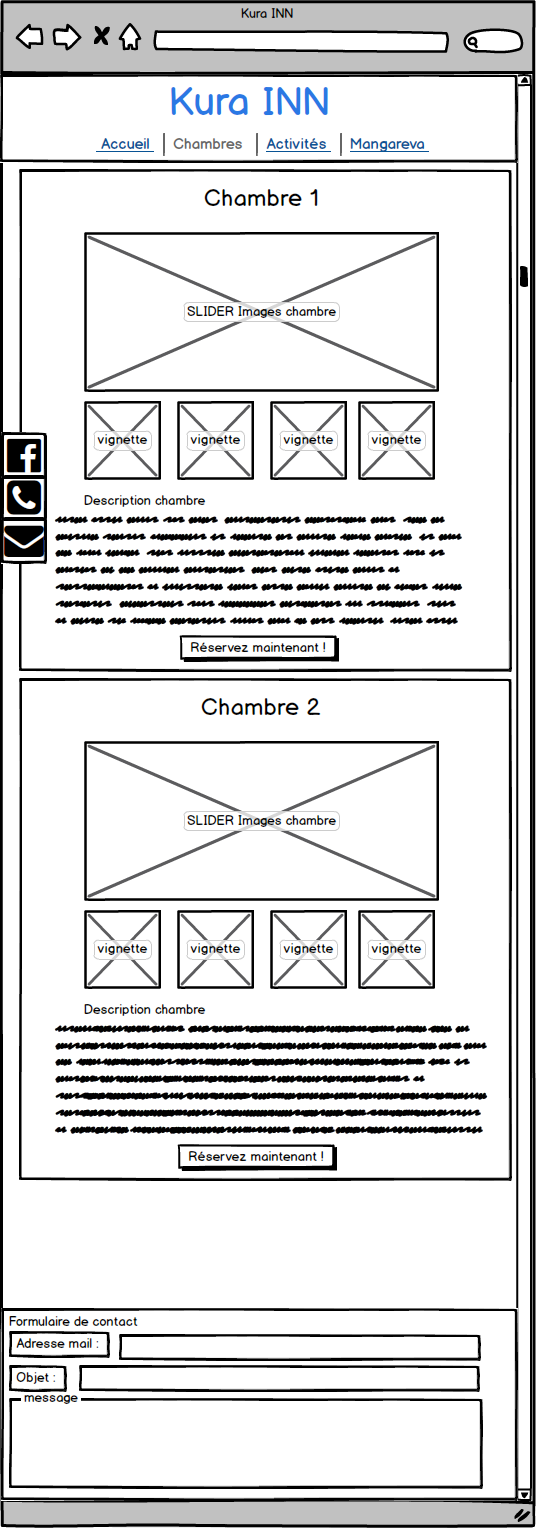 Kura INN
Kura INN
Accueil Chambres Activités Mangareva
Chambre 1
SLIDER Images chambre
vignette vignette vignette vignette
Description chambre
Réservez maintenant !
Chambre 2
SLIDER Images chambre
vignette vignette vignette vignette
Description chambre
Réservez maintenant !
Formulaire de contact
Adresse mail :
Objet :
message